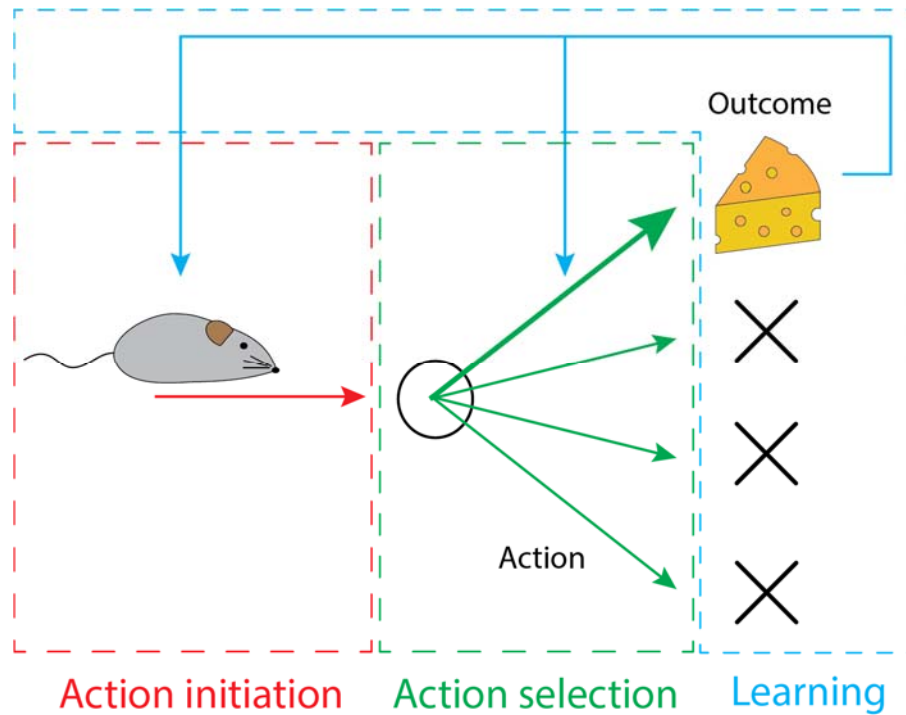 Outcome
Action
Action initiation
Action selection
Learning